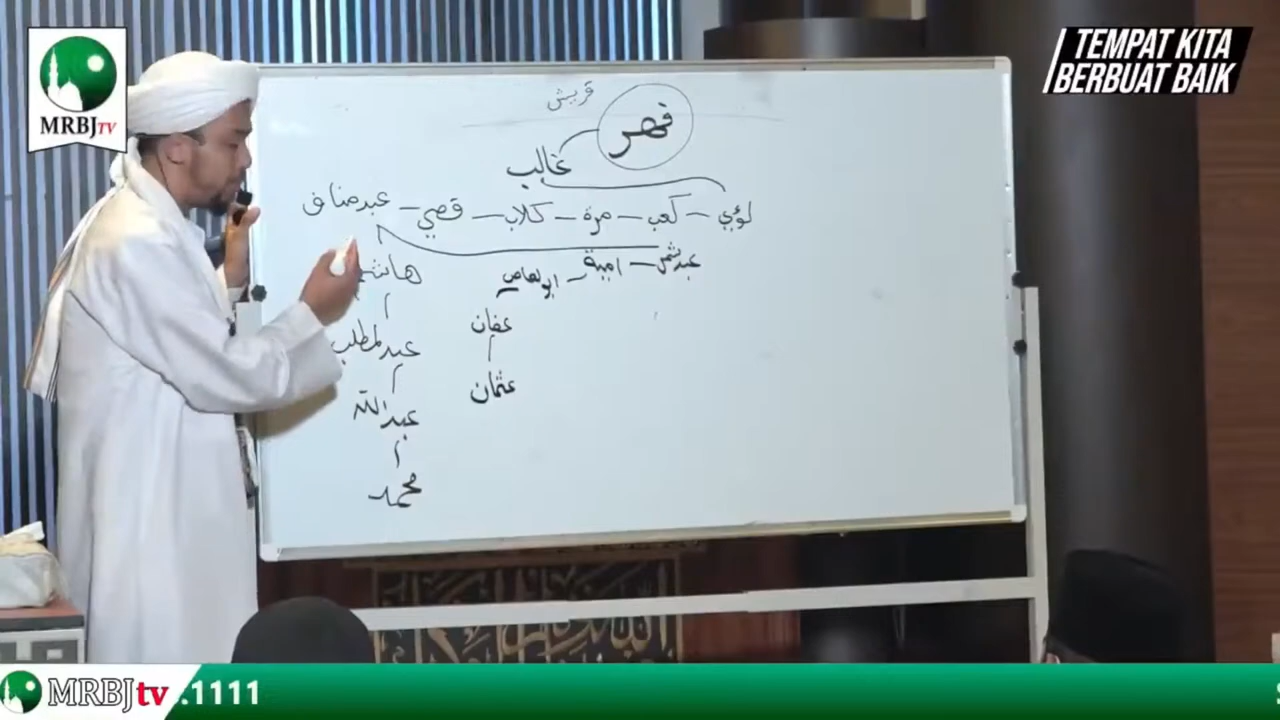 TEMPAT KITA
BERBUAT BAIK
MRBJTV
قريش
فهر
غالب
لؤي - كعب - مرة - كلاب - قصي - عبدمناف
عبدشمس - امية - ابوالعاص
هاشم
عفان
عبدالمطلب
عثمان
عبدالله
محمد
MRBJtv
.1111